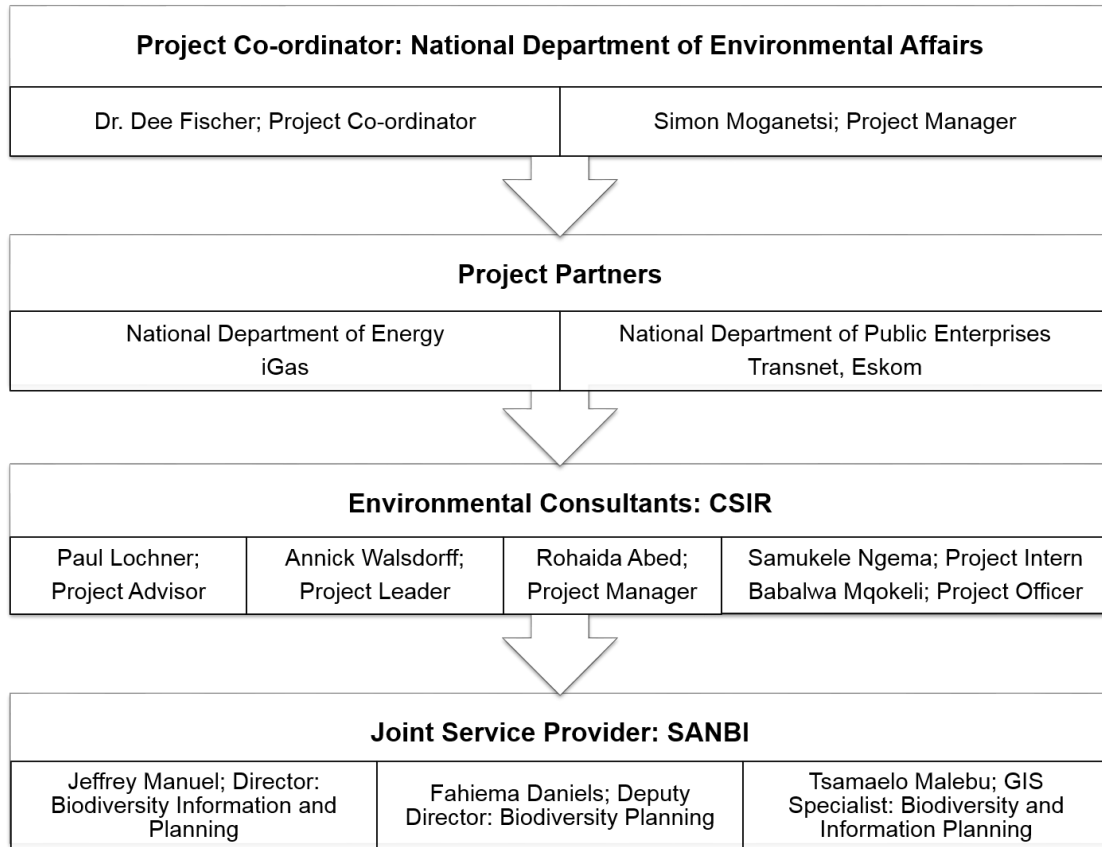 Project Co-ordinator: National Department of Environmental Affairs
Dr. Dee Fischer; Project Co-ordinator
Simon Moganetsi; Project Manager
Project Partners
National Department of Energy
iGas
National Department of Public Enterprises
Transnet, Eskom
Environmental Consultants: CSIR
Paul Lochner;
Project Advisor
Annick Walsdorff;
Project Leader
Rohaida Abed;
Project Manager
Samukele Ngema; Project Intern
Babalwa Mqokeli; Project Officer
Joint Service Provider: SANBI
Jeffrey Manuel; Director:
Biodiversity Information and
Planning
Fahiema Daniels; Deputy
Director: Biodiversity Planning
Tsamaelo Malebu; GIS
Specialist: Biodiversity and
Information Planning